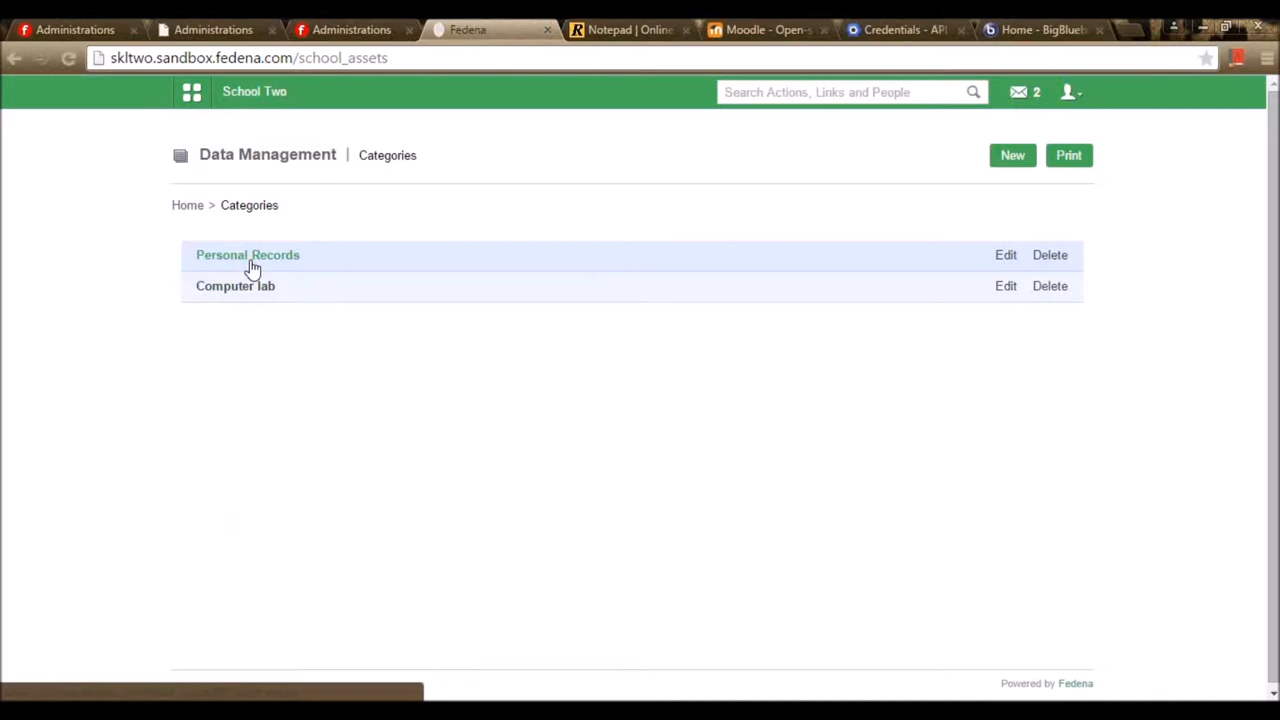 Administrations
Administrations
Administrations
Fedena
Notepad | Online
Moodle - Open-s
Credentials - API
Home - BigBlueb
skltwo.sandbox.fedena.com/school_assets
School Two
Search Actions, Links and People
2
Data Management | Categories
New
Print
Home > Categories
Personal Records
Edit
Delete
Computer lab
Edit
Delete
Powered by Fedena